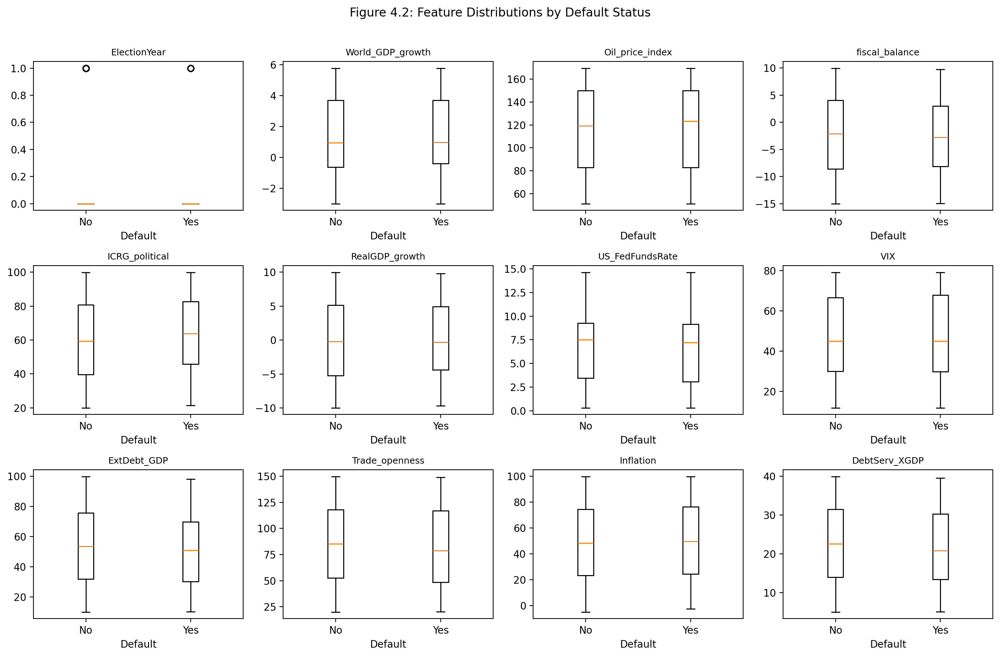 Figure 4.2: Feature Distributions by Default Status
ElectionYear
1.0
0.8
0.6
0.4
0.2
0.0
No Yes
Default
World_GDP_growth
6
4
2
0
−2
No Yes
Default
Oil_price_index
160
140
120
100
80
60
No Yes
Default
fiscal_balance
10
5
0
−5
−10
−15
No Yes
Default
ICRG_political
100
80
60
40
20
No Yes
Default
RealGDP_growth
10
5
0
−5
−10
No Yes
Default
US_FedFundsRate
15.0
12.5
10.0
7.5
5.0
2.5
0.0
No Yes
Default
VIX
80
60
40
20
No Yes
Default
ExtDebt_GDP
100
80
60
40
20
No Yes
Default
Trade_openness
150
125
100
75
50
25
No Yes
Default
Inflation
100
80
60
40
20
0
No Yes
Default
DebtServ_XGDP
40
30
20
10
No Yes
Default